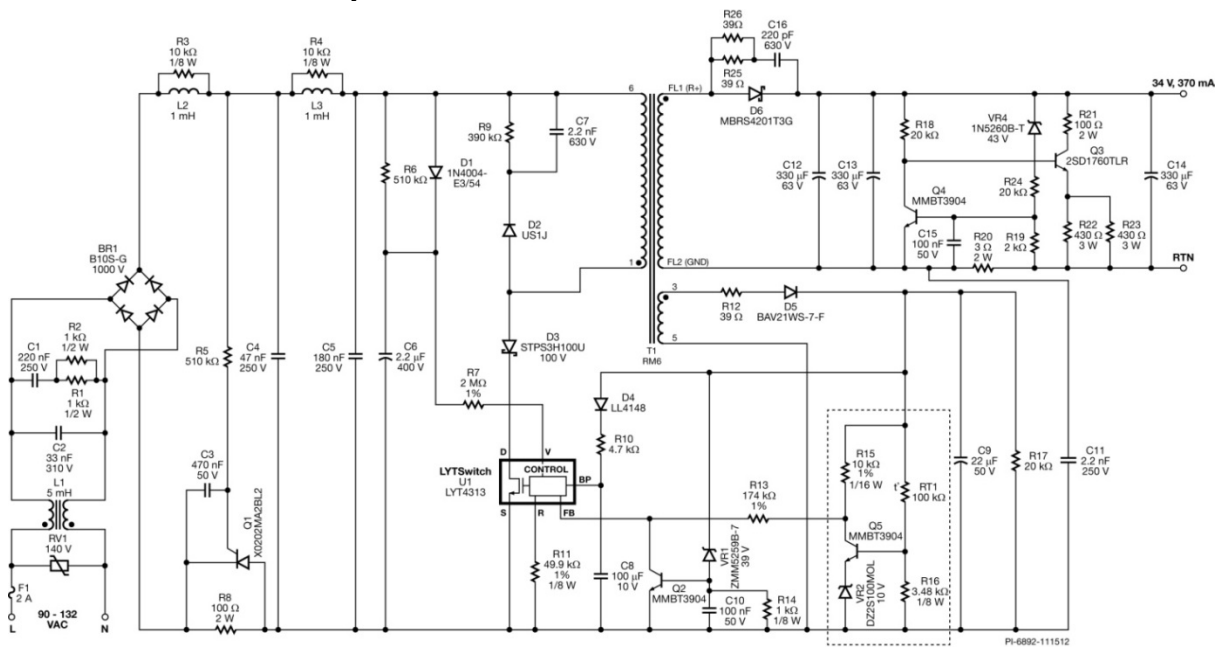 R26
39Ω
C16
220 pF
630 V
R25
39 Ω
D6
MBRS4201T3G
R3
10 kΩ
1/8 W
L2
1 mH
R4
10 kΩ
1/8 W
L3
1 mH
6
FL1 (R+)
34 V, 370 mA
R9
390 kΩ
C7
2.2 nF
630 V
R6
510 kΩ
D1
1N4004-
E3/54
D2
US1J
1
FL2 (GND)
C12
330 µF
63 V
C13
330 µF
63 V
R18
20 kΩ
VR4
1N5260B-T
43 V
R21
100 Ω
2 W
Q3
2SD1760TLR
C14
330 µF
63 V
Q4
MMBT3904
R24
20 kΩ
C15
100 nF
50 V
R20
3 Ω
2 W
R19
2 kΩ
R22
430 Ω
3 W
R23
430 Ω
3 W
RTN
BR1
B10S-G
1000 V
3
R12
39 Ω
D5
BAV21WS-7-F
5
T1
RM6
R2
1 kΩ
1/2 W
C1
220 nF
250 V
R1
1 kΩ
1/2 W
C2
33 nF
310 V
L1
5 mH
RV1
140 V
F1
2 A
90 - 132
VAC
L
N
R5
510 kΩ
C4
47 nF
250 V
C5
180 nF
250 V
C6
2.2 µF
400 V
D3
STPS3H100U
100 V
R7
2 MΩ
1%
D4
LL4148
R10
4.7 kΩ
C3
470 nF
50 V
Q1
X0202MA2BL2
R8
100 Ω
2 W
D
V
LYTSwitch
U1
LYT4313
CONTROL
BP
S
R
FB
R11
49.9 kΩ
1%
1/8 W
C8
100 µF
10 V
R13
174 kΩ
1%
VR1
ZMM5259B-7
39 V
Q2
MMBT3904
C10
100 nF
50 V
R14
1 kΩ
1/8 W
R15
10 kΩ
1%
1/16 W
t°
RT1
100 kΩ
Q5
MMBT3904
VR2
DZ2S100MOL
10 V
R16
3.48 kΩ
1/8 W
C9
22 µF
50 V
R17
20 kΩ
C11
2.2 nF
250 V
PI-6892-111512